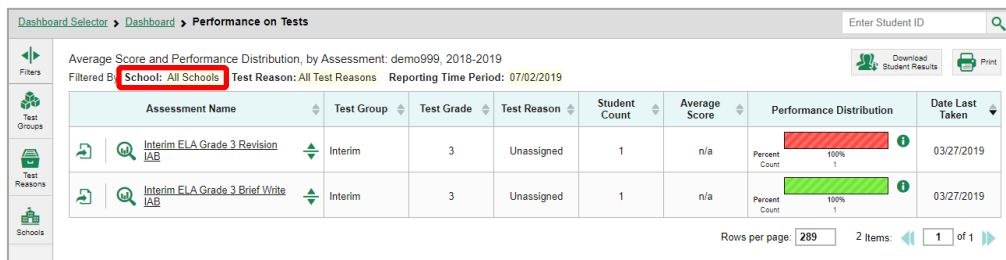 Dashboard Selector > Dashboard > Performance on Tests
Enter Student ID
Average Score and Performance Distribution, by Assessment: demo999, 2018-2019
Filtered By School: All Schools Test Reason: All Test Reasons Reporting Time Period: 07/02/2019
Download Student Results
Print
Filters
Test Groups
Test Reasons
Schools
Assessment Name Test Group Test Grade Test Reason Student Count Average Score Performance Distribution Date Last Taken
Interim ELA Grade 3 Revision IAB Interim 3 Unassigned 1 n/a Percent 100% Count 1 03/27/2019
Interim ELA Grade 3 Brief Write IAB Interim 3 Unassigned 1 n/a Percent 100% Count 1 03/27/2019
Rows per page: 289 2 Items: 1 of 1